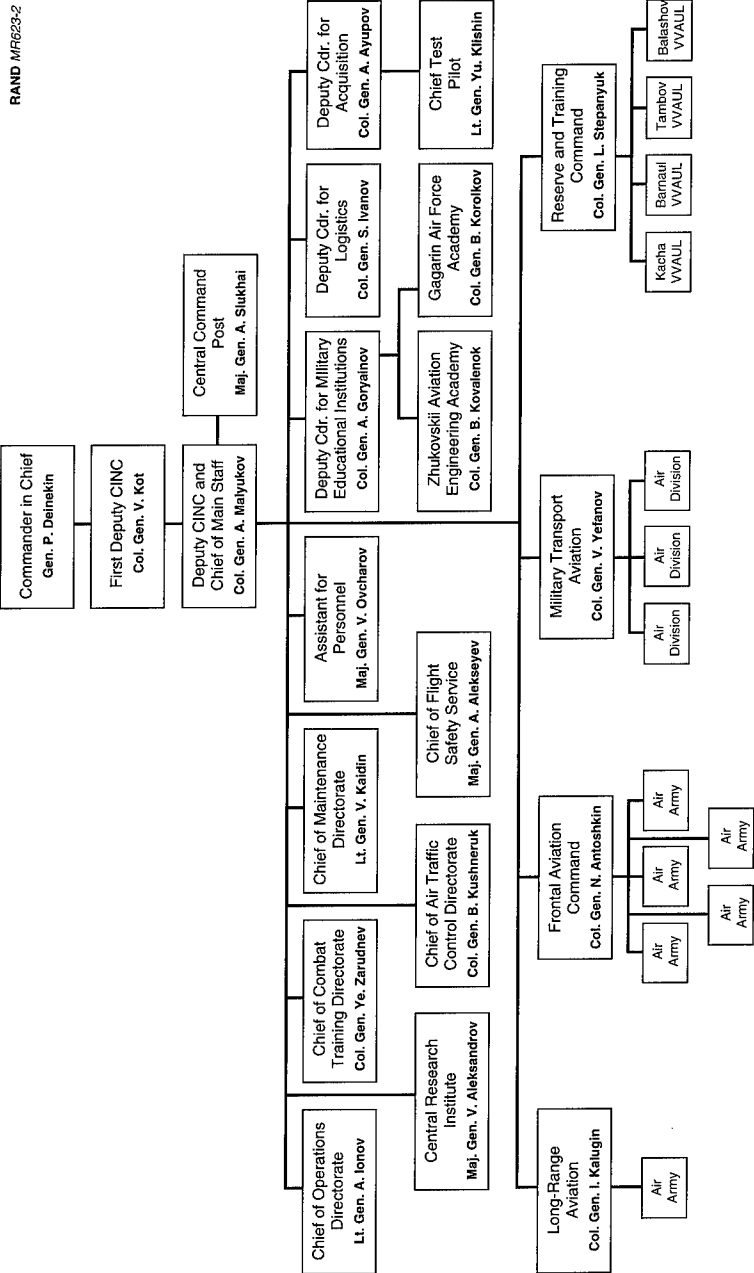 RAND MR623-2
Commander in Chief
Gen. P. Deinekin
First Deputy CINC
Col. Gen. V. Kot
Deputy CINC and
Chief of Main Staff
Col. Gen. A. Malyukov
Central Command
Post
Maj. Gen. A. Slukhai
Chief of Operations
Directorate
Lt. Gen. A. Ionov
Chief of Combat
Training Directorate
Col. Gen. Ye. Zarudnev
Chief of Maintenance
Directorate
Lt. Gen. V. Kaidin
Assistant for
Personnel
Maj. Gen. V. Ovcharov
Deputy Cdr. for Military
Educational Institutions
Col. Gen. A. Goryainov
Deputy Cdr. for
Logistics
Col. Gen. S. Ivanov
Deputy Cdr. for
Acquisition
Col. Gen. A. Ayupov
Central Research
Institute
Maj. Gen. V. Aleksandrov
Chief of Air Traffic
Control Directorate
Col. Gen. B. Kushneruk
Chief of Flight
Safety Service
Maj. Gen. A. Alekseyev
Zhukovskii Aviation
Engineering Academy
Col. Gen. B. Kovalenok
Gagarin Air Force
Academy
Col. Gen. B. Korolkov
Chief Test
Pilot
Lt. Gen. Yu. Klishin
Long-Range
Aviation
Col. Gen. I. Kalugin
Frontal Aviation
Command
Col. Gen. N. Antoshkin
Military Transport
Aviation
Col. Gen. V. Yefanov
Reserve and Training
Command
Col. Gen. L. Stepanyuk
Air
Army
Air
Army
Air
Army
Air
Army
Air
Army
Air
Army
Air
Division
Air
Division
Air
Division
Kacha
VVAUL
Barnaul
VVAUL
Tambov
VVAUL
Balashov
VVAUL